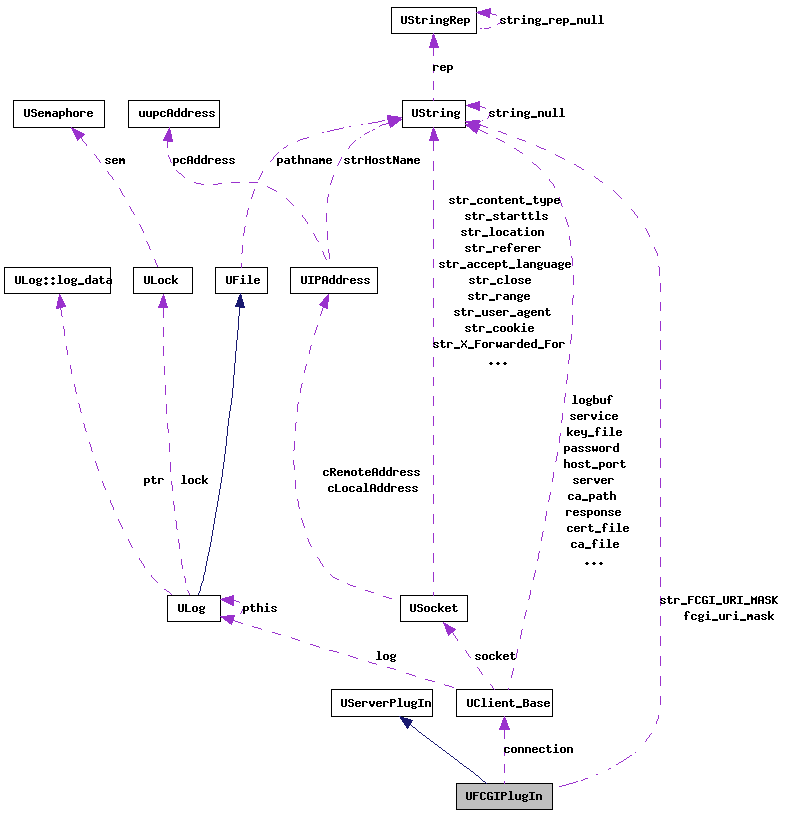 UStringRep
string_rep_null
rep
USemaphore
uupcAddress
UString
string_null
sem
pcAddress
pathname
strHostName
str_content_type
str_starttls
str_location
str_referer
str_accept_language
str_close
str_range
str_user_agent
str_cookie
str_X_Forwarded_For
...
ULog::log_data
ULock
UFile
UIPAddress
logbuf
service
key_file
password
host_port
server
ca_path
response
cert_file
ca_file
...
ptr
lock
cRemoteAddress
cLocalAddress
ULog
pthis
USocket
str_FCGI_URI_MASK
fcgi_uri_mask
log
socket
UServerPlugIn
UClient_Base
connection
UFCGIPlugIn